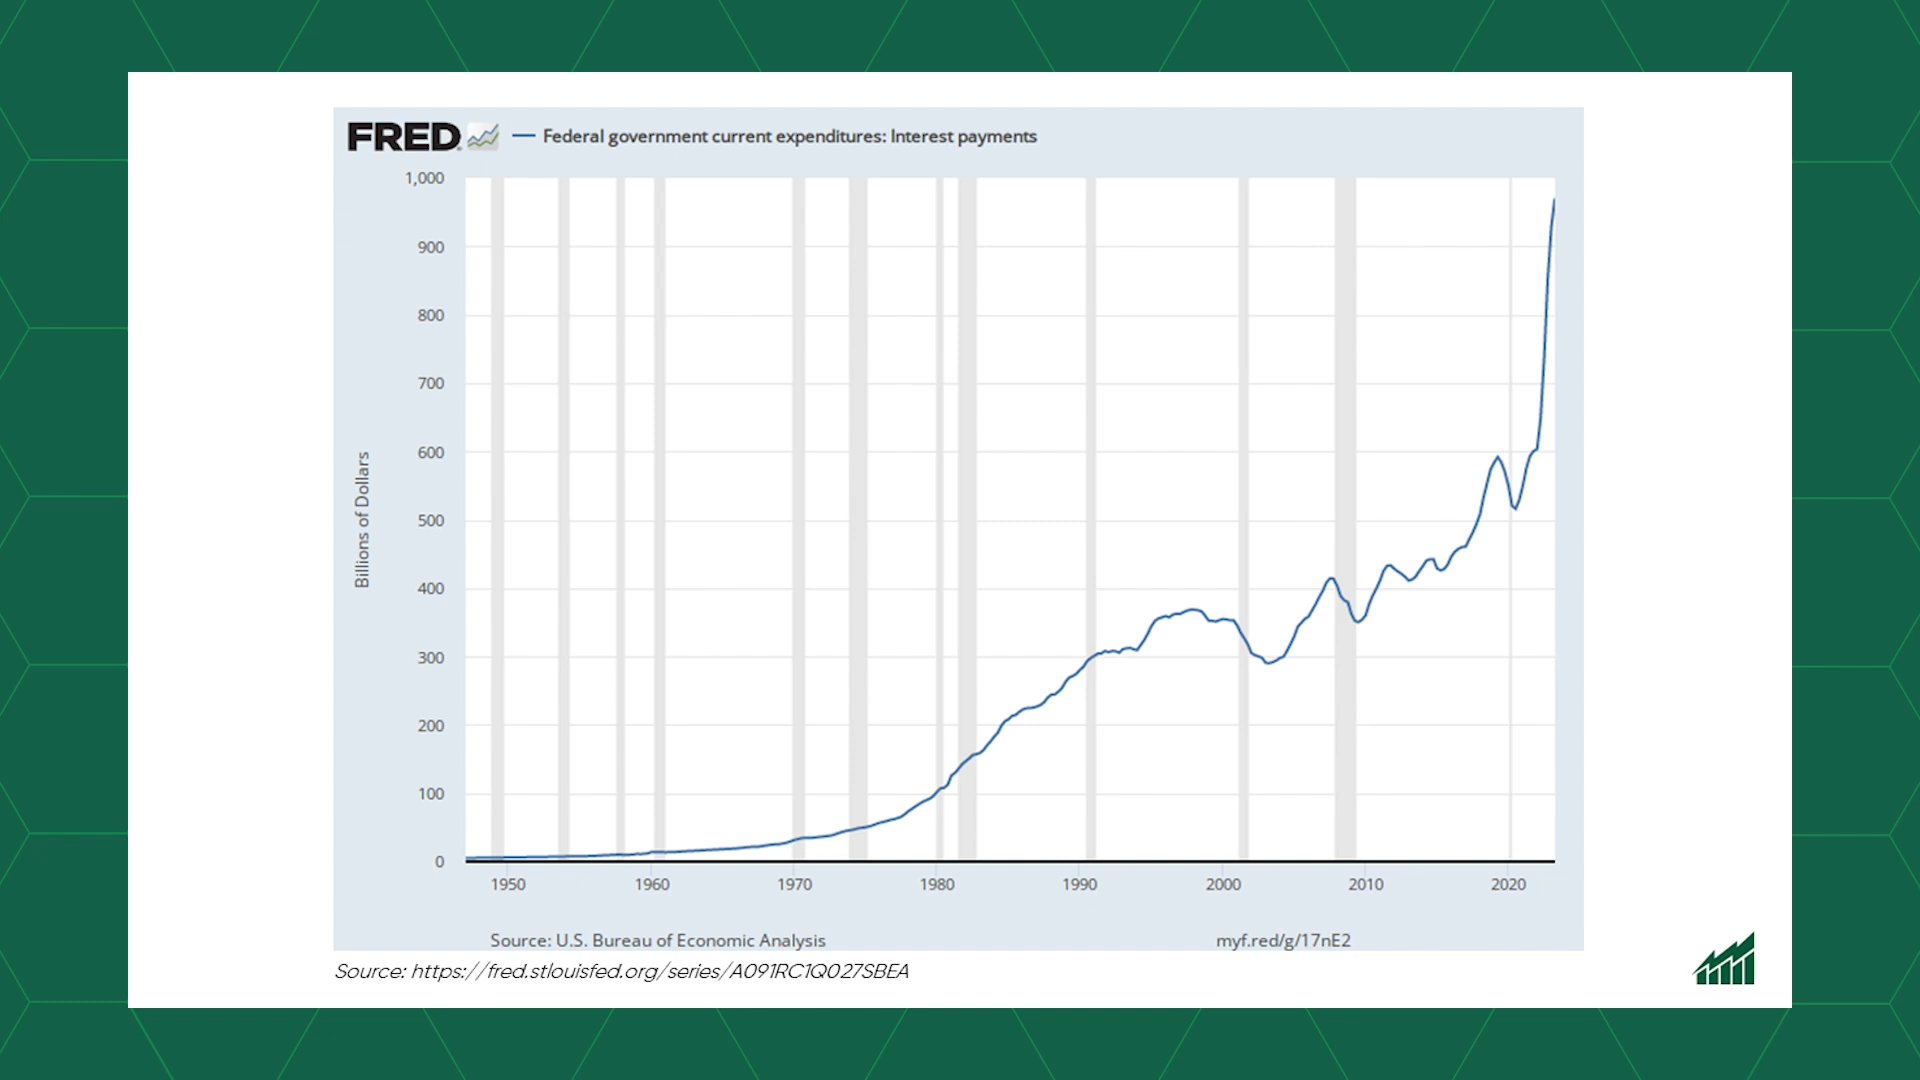 FRED
Federal government current expenditures: Interest payments
1,000
900
800
700
600
500
400
300
200
100
0
Billions of Dollars
1950 1960 1970 1980 1990 2000 2010 2020
Source: U.S. Bureau of Economic Analysis myf.red/g/17nE2
Source: https://fred.stlouisfed.org/series/A091RC1Q027SBEA